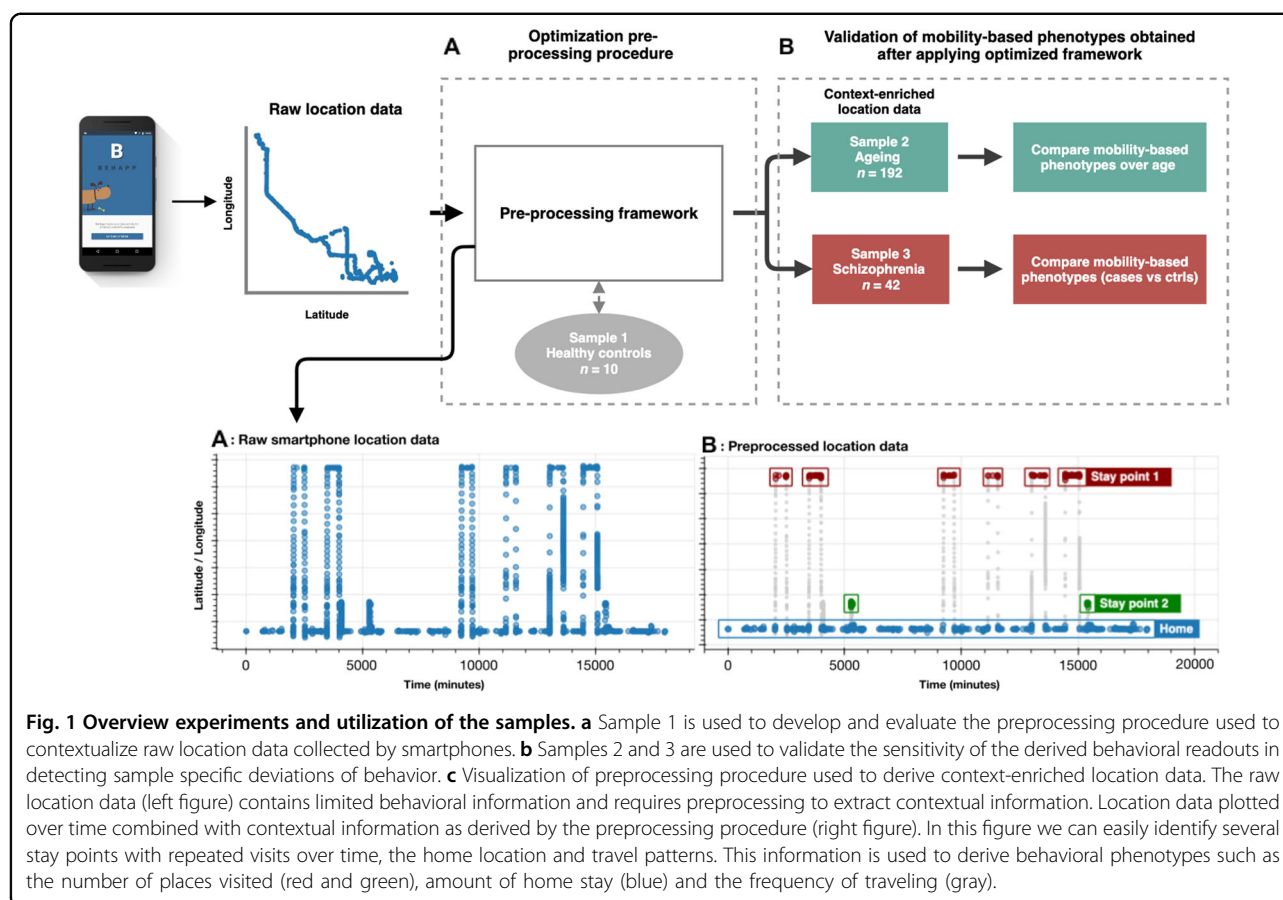 A
Optimization pre-
processing procedure
B
Validation of mobility-based phenotypes obtained
after applying optimized framework
B
BEHAPP
Raw location data
Longitude
Latitude
Pre-processing framework
Sample 1
Healthy controls
n = 10
Context-enriched
location data
Sample 2
Ageing
n = 192
Compare mobility-based
phenotypes over age
Sample 3
Schizophrenia
n = 42
Compare mobility-based
phenotypes (cases vs ctrls)
A : Raw smartphone location data
Latitude / Longitude
0 5000 10000 15000
Time (minutes)
B : Preprocessed location data
Stay point 1
Stay point 2
Home
0 5000 10000 15000 20000
Time (minutes)
Fig. 1 Overview experiments and utilization of the samples. a Sample 1 is used to develop and evaluate the preprocessing procedure used to
contextualize raw location data collected by smartphones. b Samples 2 and 3 are used to validate the sensitivity of the derived behavioral readouts in
detecting sample specific deviations of behavior. c Visualization of preprocessing procedure used to derive context-enriched location data. The raw
location data (left figure) contains limited behavioral information and requires preprocessing to extract contextual information. Location data plotted
over time combined with contextual information as derived by the preprocessing procedure (right figure). In this figure we can easily identify several
stay points with repeated visits over time, the home location and travel patterns. This information is used to derive behavioral phenotypes such as
the number of places visited (red and green), amount of home stay (blue) and the frequency of traveling (gray).